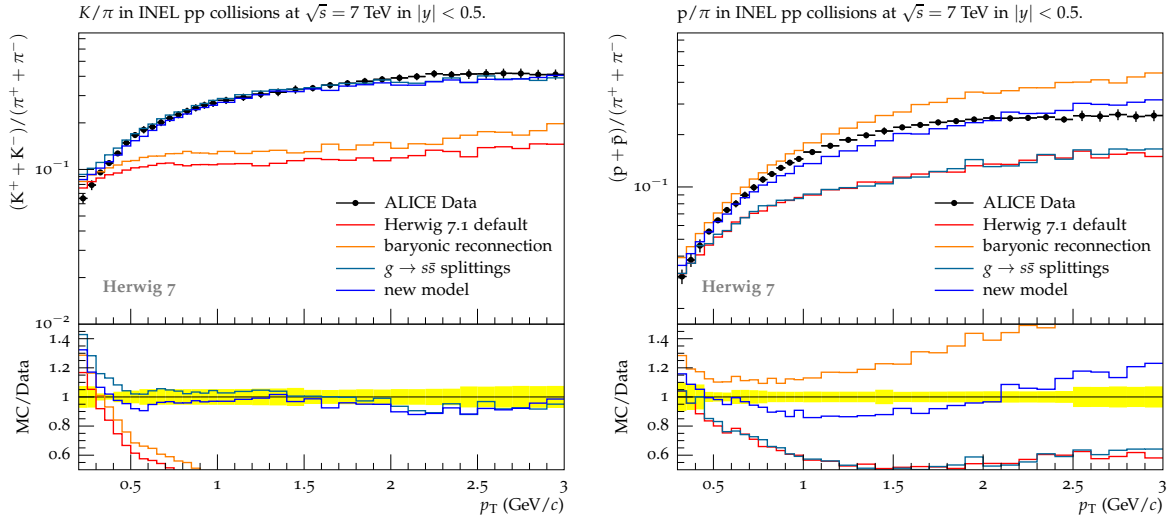 K/π in INEL pp collisions at √s = 7 TeV in |y| < 0.5.
(K⁺ + K⁻)/(π⁺ + π⁻)
10⁻¹
10⁻²
ALICE Data
Herwig 7.1 default
baryonic reconnection
g → ss̄ splittings
new model
Herwig 7
MC/Data
1.4
1.2
1
0.8
0.6
0.5 1 1.5 2 2.5 3
p_T (GeV/c)
p/π in INEL pp collisions at √s = 7 TeV in |y| < 0.5.
(p + p̄)/(π⁺ + π⁻)
10⁻¹
ALICE Data
Herwig 7.1 default
baryonic reconnection
g → ss̄ splittings
new model
Herwig 7
MC/Data
1.4
1.2
1
0.8
0.6
0.5 1 1.5 2 2.5 3
p_T (GeV/c)